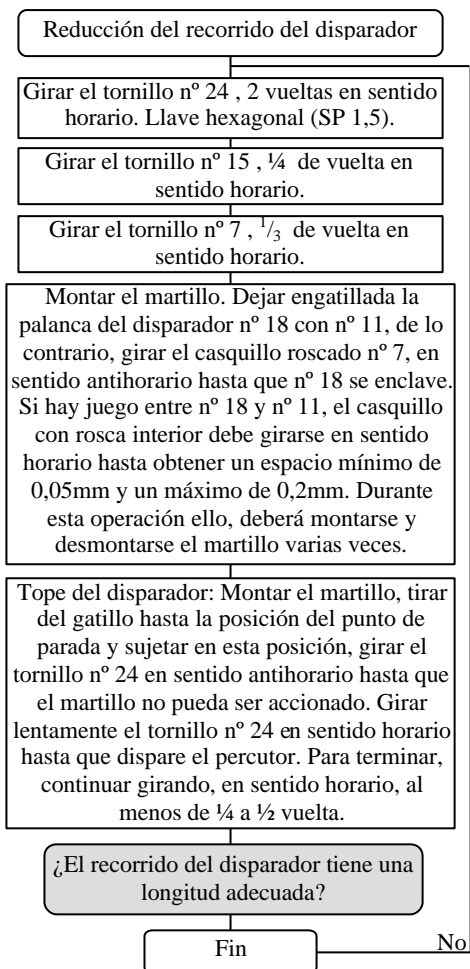 Reducción del recorrido del disparador
Girar el tornillo nº 24 , 2 vueltas en sentido
horario. Llave hexagonal (SP 1,5).
Girar el tornillo nº 15 , ¼ de vuelta en
sentido horario.
Girar el tornillo nº 7 , 1/3 de vuelta en
sentido horario.
Montar el martillo. Dejar engatillada la
palanca del disparador nº 18 con nº 11, de lo
contrario, girar el casquillo roscado nº 7, en
sentido antihorario hasta que nº 18 se enclave.
Si hay juego entre nº 18 y nº 11, el casquillo
con rosca interior debe girarse en sentido
horario hasta obtener un espacio mínimo de
0,05mm y un máximo de 0,2mm. Durante
esta operación ello, deberá montarse y
desmontarse el martillo varias veces.
Tope del disparador: Montar el martillo, tirar
del gatillo hasta la posición del punto de
parada y sujetar en esta posición, girar el
tornillo nº 24 en sentido antihorario hasta que
el martillo no pueda ser accionado. Girar
lentamente el tornillo nº 24 en sentido horario
hasta que dispare el percutor. Para terminar,
continuar girando, en sentido horario, al
menos de ¼ a ½ vuelta.
¿El recorrido del disparador tiene una
longitud adecuada?
Fin
No